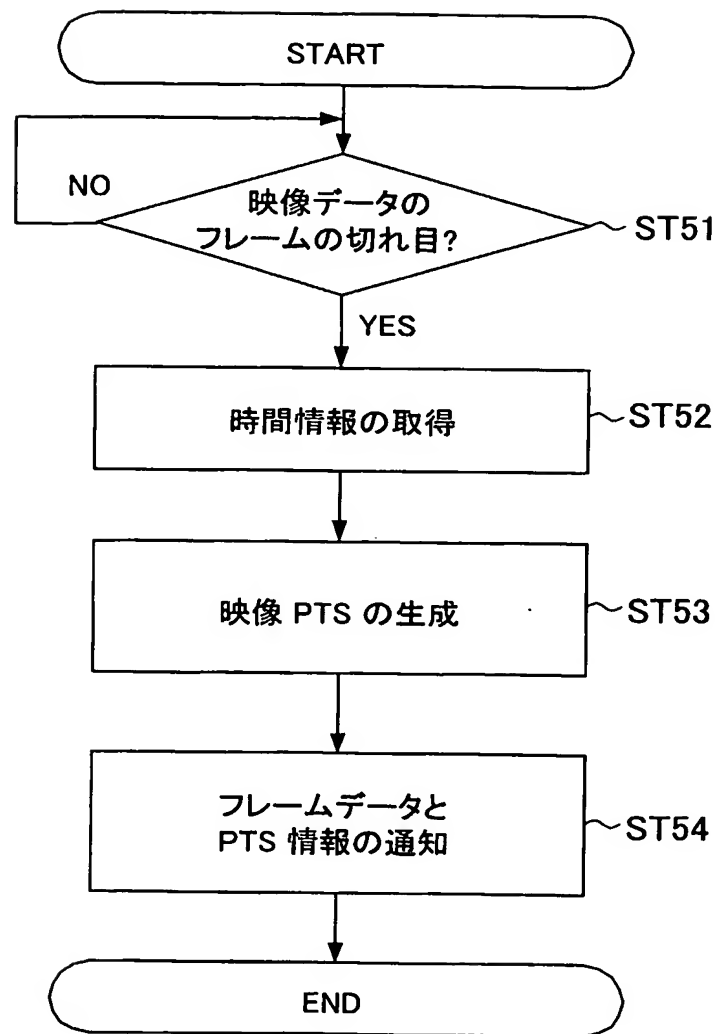 START
NO
映像データの
フレームの切れ目?
ST51
YES
時間情報の取得
ST52
映像 PTS の生成
ST53
フレームデータと
PTS 情報の通知
ST54
END